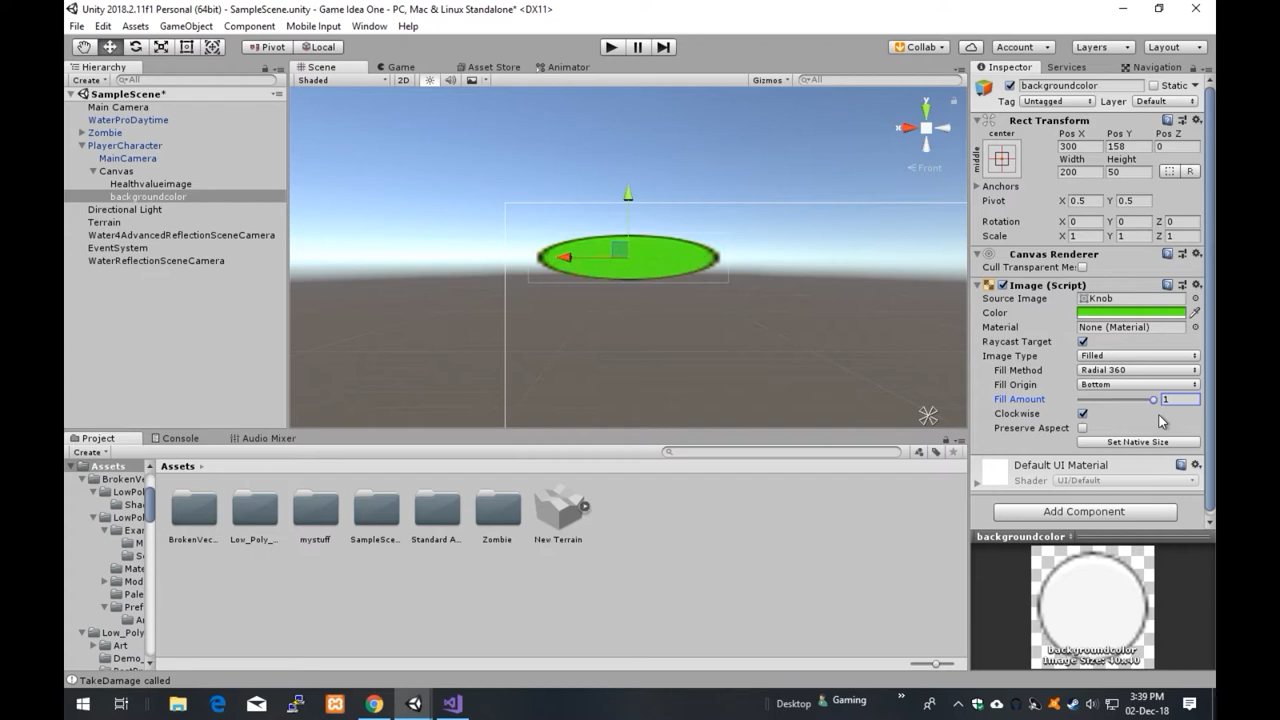 Unity 2018.2.11f1 Personal (64bit) - SampleScene.unity - Game Idea One - PC, Mac & Linux Standalone* <DX11>
File Edit Assets GameObject Component Mobile Input Window Help
Pivot Local Collab Account Layers Layout
Hierarchy
Create All
SampleScene*
Main Camera
WaterProDaytime
Zombie
PlayerCharacter
MainCamera
Canvas
Healthvalueimage
backgroundcolor
Directional Light
Terrain
Water4AdvancedReflectionSceneCamera
EventSystem
WaterReflectionSceneCamera
Scene Game Asset Store Animator
Shaded 2D Gizmos All
y
x
Front
Inspector Services Navigation
backgroundcolor Static
Tag Untagged Layer Default
Rect Transform
center Pos X Pos Y Pos Z
middle 300 158 0
Width Height
200 50 R
Anchors
Pivot X 0.5 Y 0.5
Rotation X 0 Y 0 Z 0
Scale X 1 Y 1 Z 1
Canvas Renderer
Cull Transparent Me:
Image (Script)
Source Image Knob
Color
Material None (Material)
Raycast Target
Image Type Filled
Fill Method Radial 360
Fill Origin Bottom
Fill Amount 1
Clockwise
Preserve Aspect
Set Native Size
Default UI Material
Shader UI/Default
Add Component
backgroundcolor
backgroundcolor
Image Size: 40x40
Project Console Audio Mixer
Create
Assets
BrokenVe
LowPol
Sha
LowPol
Exa
M
S
Mate
Mod
Pale
Pref
A
Low_Pol
Art
Demo_
Assets
BrokenVec... Low_Poly_... mystuff SampleSce... Standard A... Zombie New Terrain
TakeDamage called
Desktop Gaming
3:39 PM
02-Dec-18